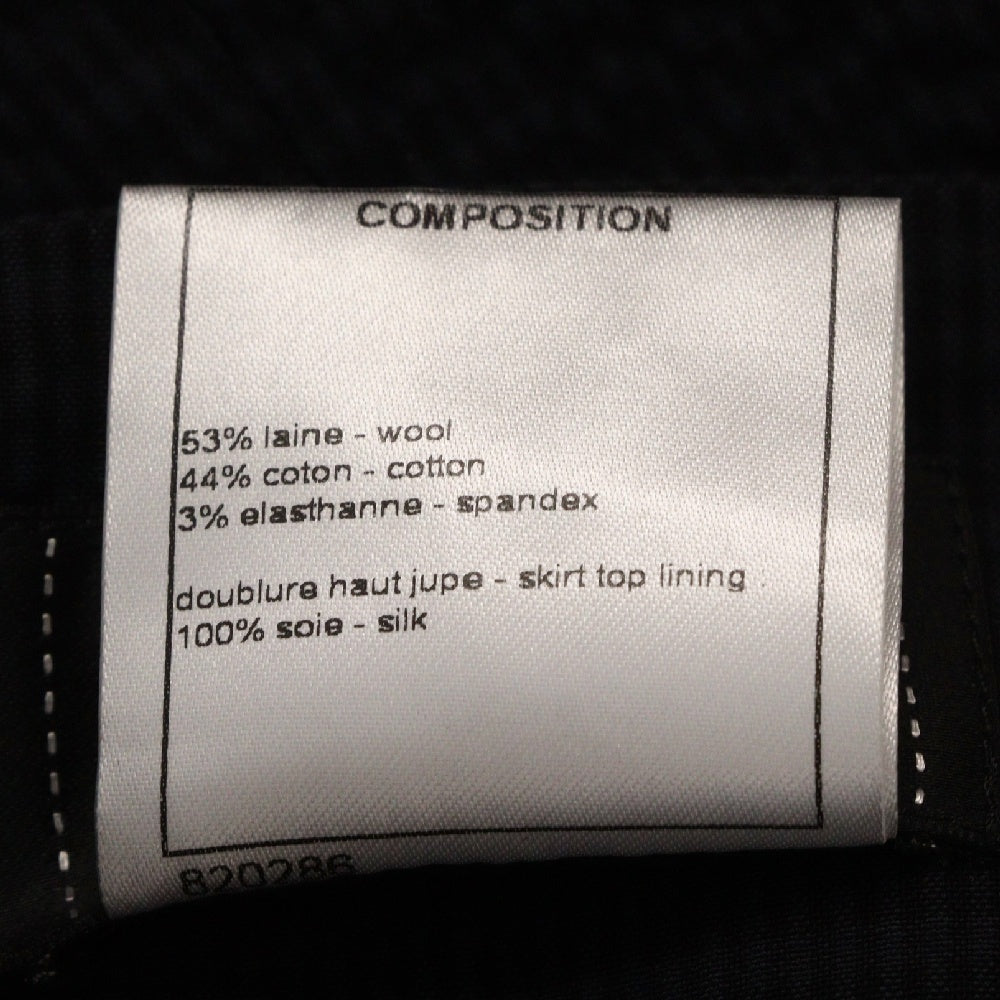 COMPOSITION
53% laine - wool
44% coton - cotton
3% elasthanne - spandex
doublure haut jupe - skirt top lining
100% soie - silk
820286